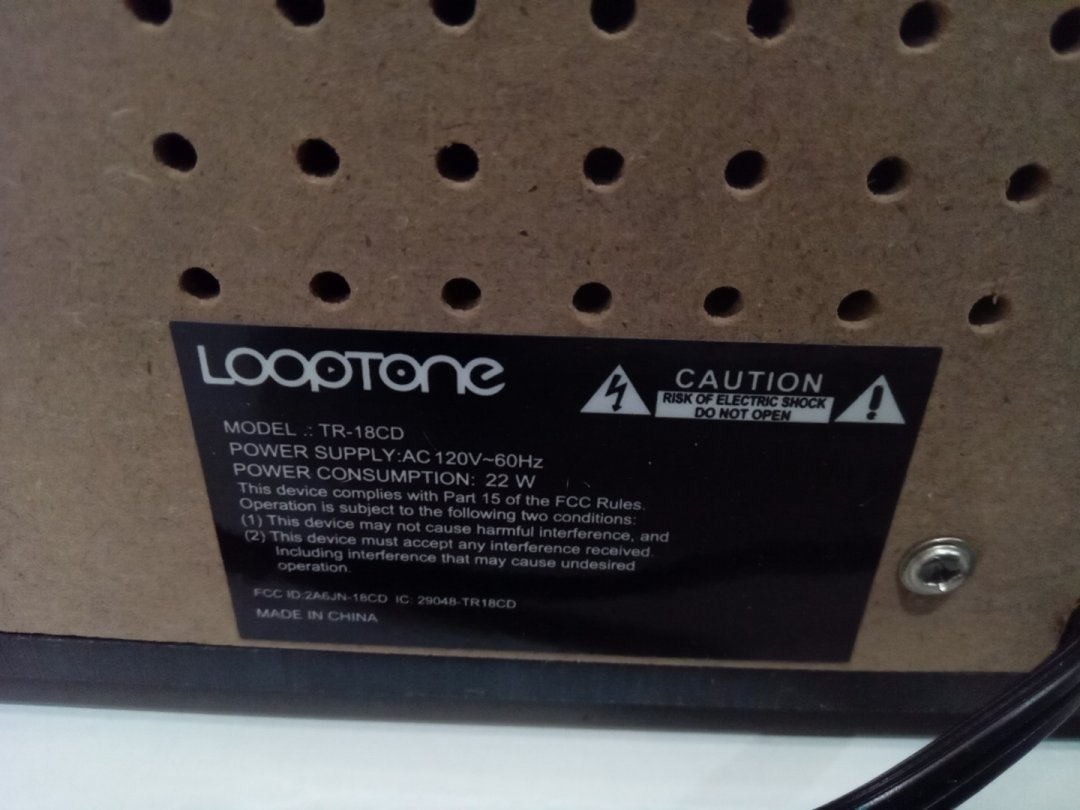 LOOPTONE
CAUTION
RISK OF ELECTRIC SHOCK
DO NOT OPEN
MODEL .: TR-18CD
POWER SUPPLY:AC 120V~60Hz
POWER CONSUMPTION: 22 W
This device complies with Part 15 of the FCC Rules.
Operation is subject to the following two conditions:
(1) This device may not cause harmful interference, and
(2) This device must accept any interference received.
Including interference that may cause undesired
operation.
FCC ID:2A6JN-18CD IC: 29048-TR18CD
MADE IN CHINA